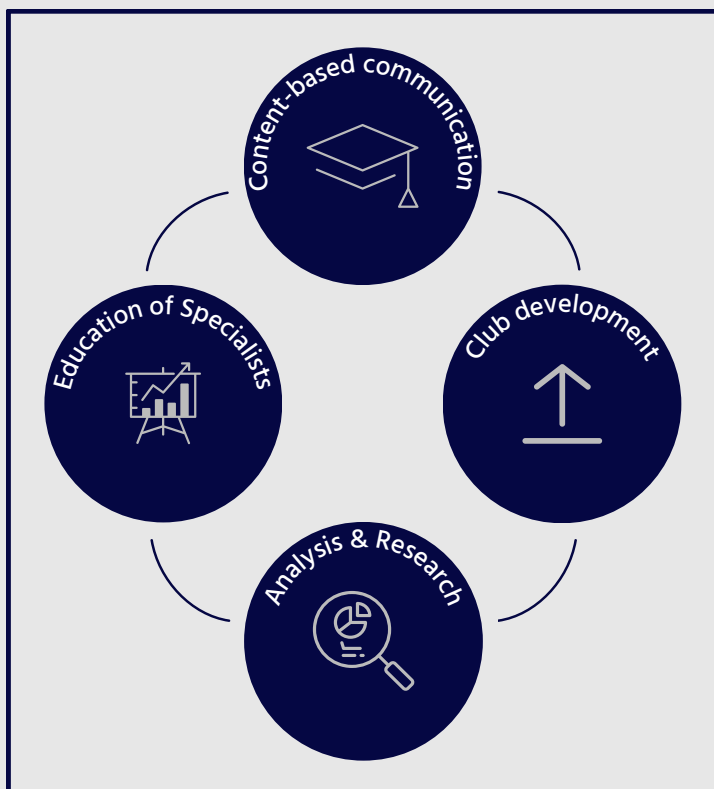 Content-based communication
Education of Specialists
Club development
Analysis & Research